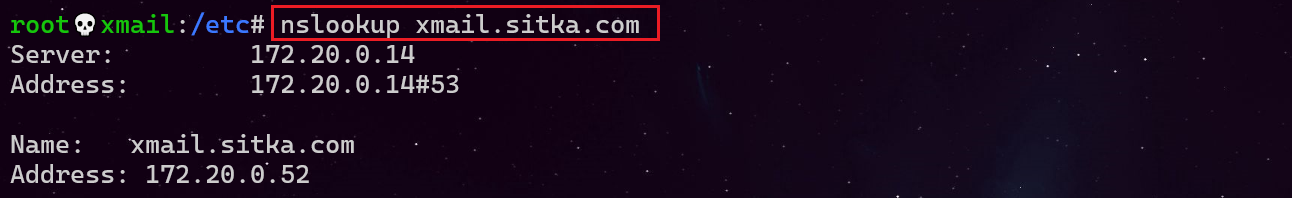 root💀xmail:/etc# nslookup xmail.sitka.com
Server:         172.20.0.14
Address:        172.20.0.14#53

Name:   xmail.sitka.com
Address: 172.20.0.52